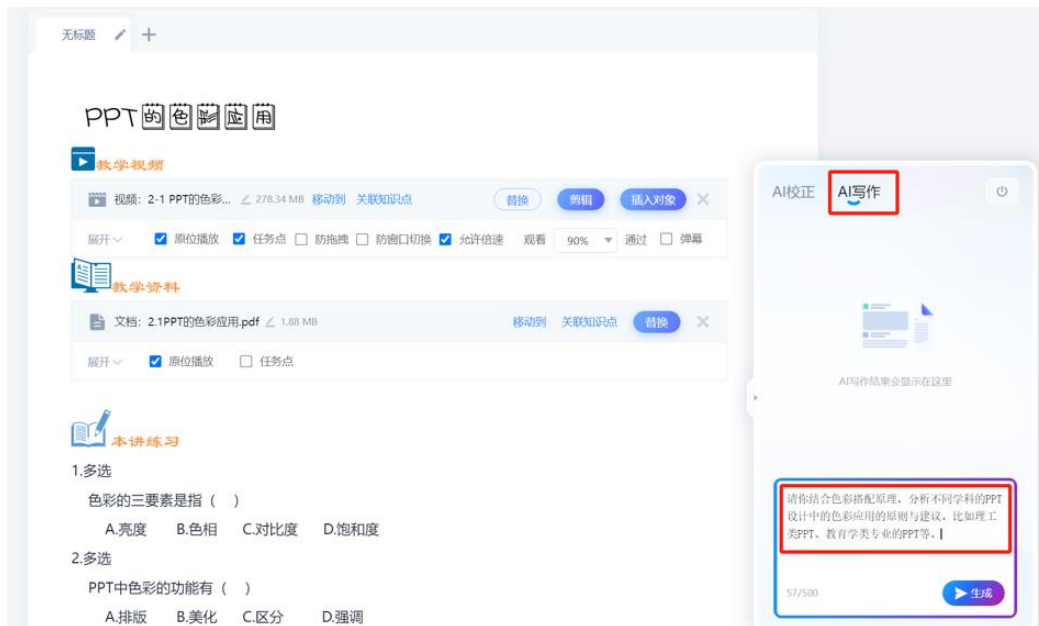 无标题
PPT的色彩应用
教学视频
视频: 2-1 PPT的色彩... 278.34 MB 移动到 关联知识点 替换 剪辑 插入对象
展开 原位播放 任务点 防拖拽 防窗口切换 允许倍速 观看 90% 通过 弹幕
教学资料
文档: 2.1PPT的色彩应用.pdf 1.88 MB 移动到 关联知识点 替换
展开 原位播放 任务点
本讲练习
1.多选
色彩的三要素是指（ ）
A.亮度 B.色相 C.对比度 D.饱和度
2.多选
PPT中色彩的功能有（ ）
A.排版 B.美化 C.区分 D.强调
AI校正 AI写作
AI写作结果会显示在这里
请你结合色彩搭配原理，分析不同学科的PPT
设计中的色彩应用的原则与建议。比如理工
类PPT、教育学类专业的PPT等。
57/500 生成